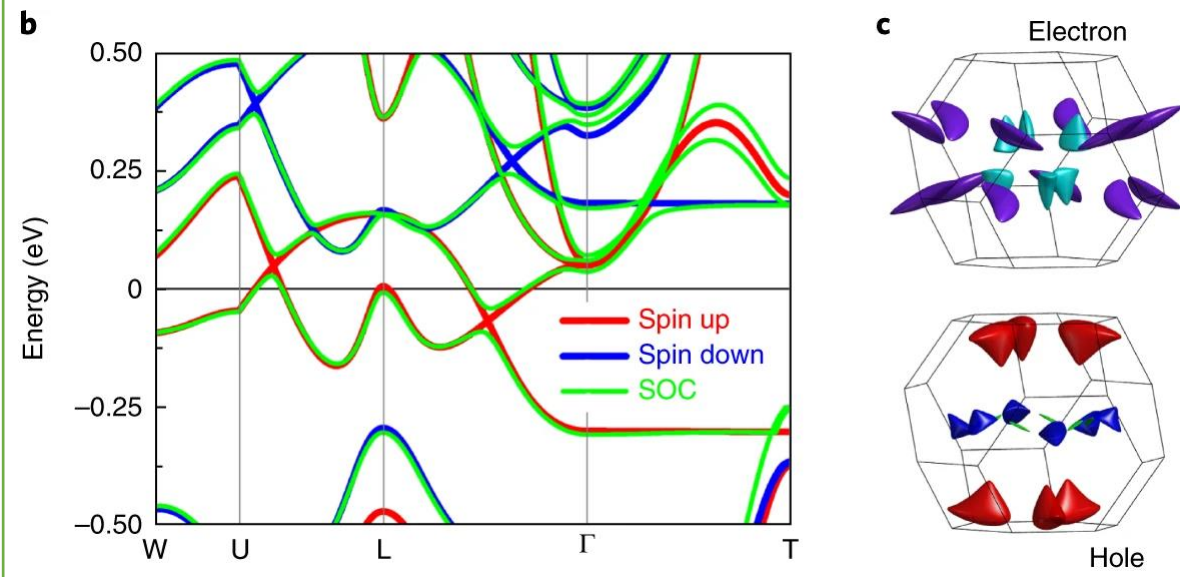 b
0.50
0.25
0
–0.25
–0.50
Energy (eV)
W U L Γ T
Spin up
Spin down
SOC
c
Electron
Hole